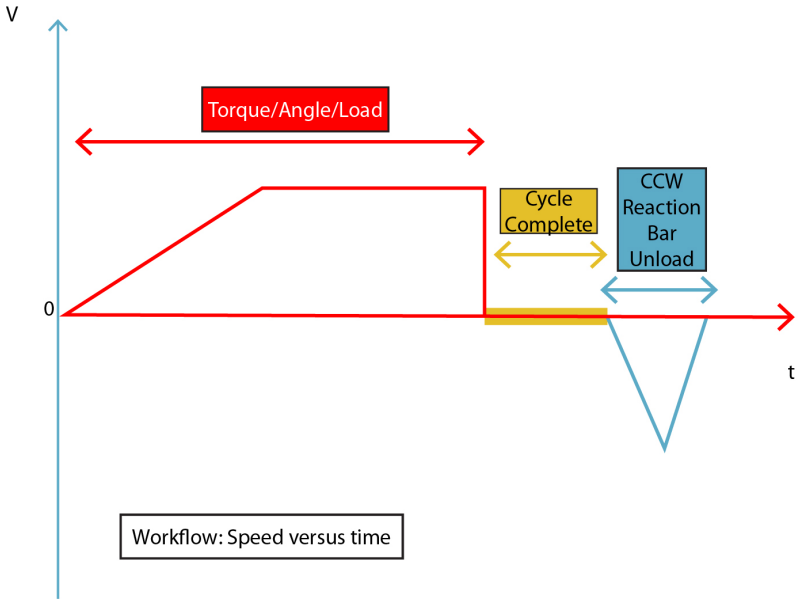 V
Torque/Angle/Load
Cycle
Complete
CCW
Reaction
Bar
Unload
0
t
Workflow: Speed versus time